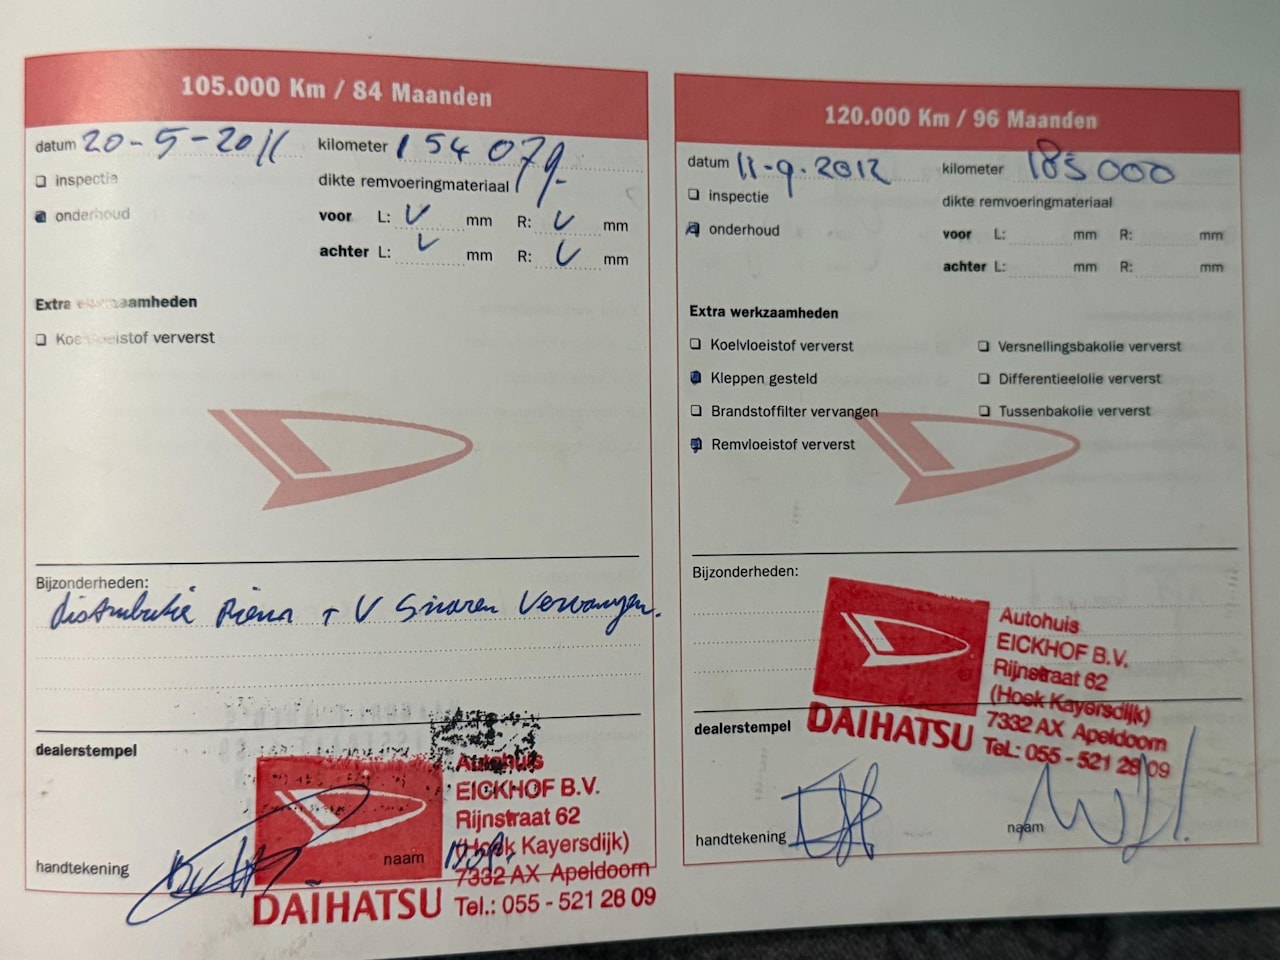 105.000 Km / 84 Maanden
datum 20-5-2011
kilometer 154079-
inspectie
dikte remvoeringmateriaal
onderhoud
voor L: V mm R: V mm
achter L: V mm R: V mm
Extra werkzaamheden
Koelvloeistof ververst
Bijzonderheden:
Distributie Riem + V Snaren Vervangen.
dealerstempel
Autohuis
EICKHOF B.V.
Rijnstraat 62
(Hoek Kayersdijk)
7332 AX Apeldoorn
Tel.: 055 - 521 28 09
DAIHATSU
handtekening
naam
120.000 Km / 96 Maanden
datum 11-9-2012
kilometer 185000
inspectie
dikte remvoeringmateriaal
onderhoud
voor L: mm R: mm
achter L: mm R: mm
Extra werkzaamheden
Koelvloeistof ververst
Versnellingsbakolie ververst
Kleppen gesteld
Differentieelolie ververst
Brandstoffilter vervangen
Tussenbakolie ververst
Remvloeistof ververst
Bijzonderheden:
Autohuis
EICKHOF B.V.
Rijnstraat 62
(Hoek Kayersdijk)
7332 AX Apeldoorn
Tel.: 055 - 521 28 09
DAIHATSU
dealerstempel
handtekening
naam